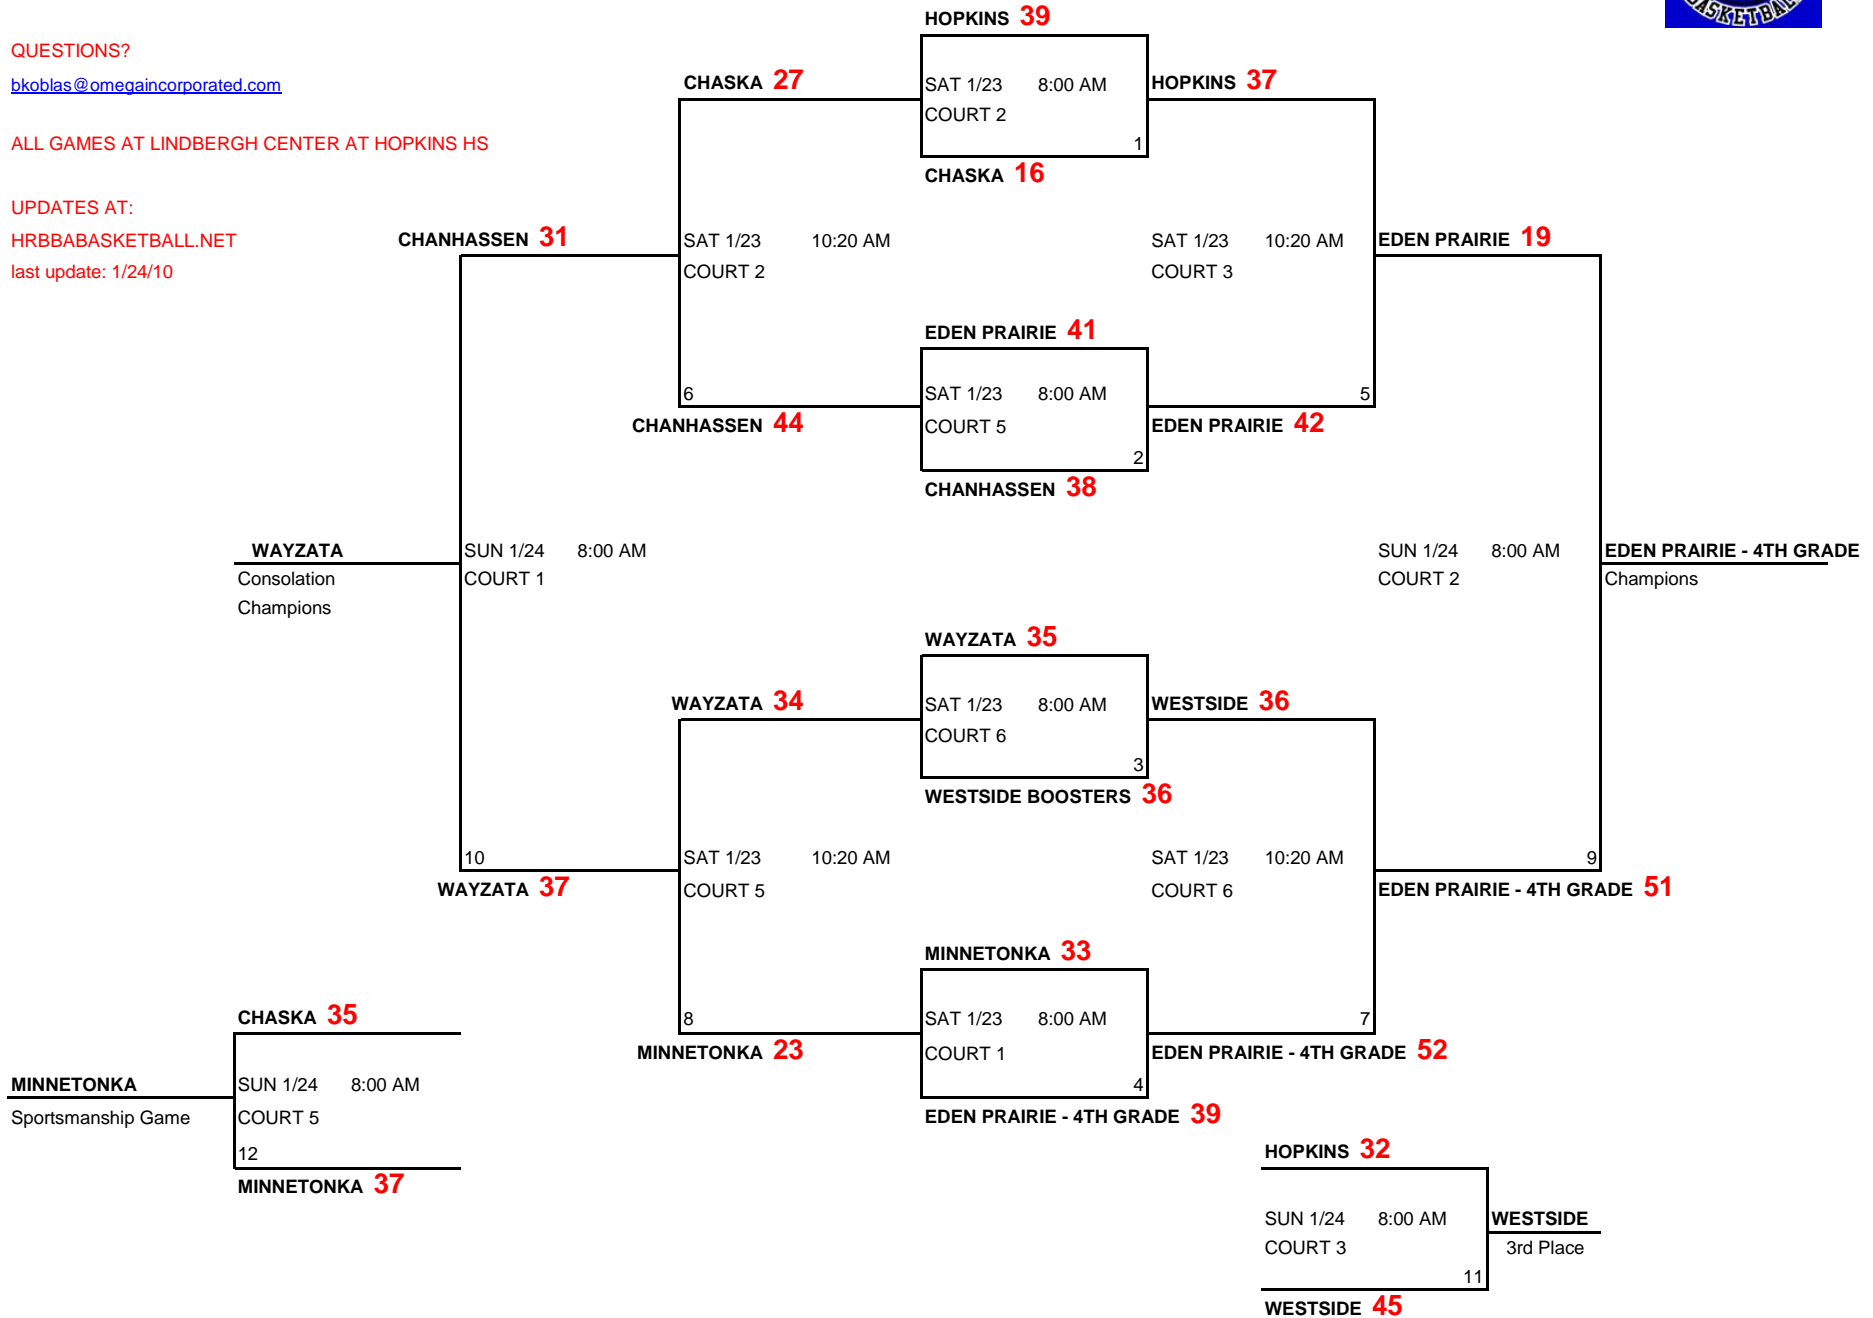 BASKETBALL
HOPKINS 39
QUESTIONS?
bkoblas@omegaincorporated.com
CHASKA 27
SAT 1/23 8:00 AM
HOPKINS 37
COURT 2
ALL GAMES AT LINDBERGH CENTER AT HOPKINS HS
1
CHASKA 16
UPDATES AT:
HRBBABASKETBALL.NET
CHANHASSEN 31
SAT 1/23 10:20 AM
SAT 1/23 10:20 AM
EDEN PRAIRIE 19
last update: 1/24/10
COURT 2
COURT 3
EDEN PRAIRIE 41
6
SAT 1/23 8:00 AM
5
CHANHASSEN 44
COURT 5
EDEN PRAIRIE 42
2
CHANHASSEN 38
WAYZATA
SUN 1/24 8:00 AM
SUN 1/24 8:00 AM
EDEN PRAIRIE - 4TH GRADE
Consolation
COURT 1
COURT 2
Champions
Champions
WAYZATA 35
WAYZATA 34
SAT 1/23 8:00 AM
WESTSIDE 36
COURT 6
3
WESTSIDE BOOSTERS 36
10
SAT 1/23 10:20 AM
SAT 1/23 10:20 AM
9
WAYZATA 37
COURT 5
COURT 6
EDEN PRAIRIE - 4TH GRADE 51
MINNETONKA 33
CHASKA 35
8
SAT 1/23 8:00 AM
7
MINNETONKA 23
COURT 1
EDEN PRAIRIE - 4TH GRADE 52
MINNETONKA
SUN 1/24 8:00 AM
4
Sportsmanship Game
COURT 5
EDEN PRAIRIE - 4TH GRADE 39
12
HOPKINS 32
MINNETONKA 37
SUN 1/24 8:00 AM
WESTSIDE
COURT 3
3rd Place
11
WESTSIDE 45